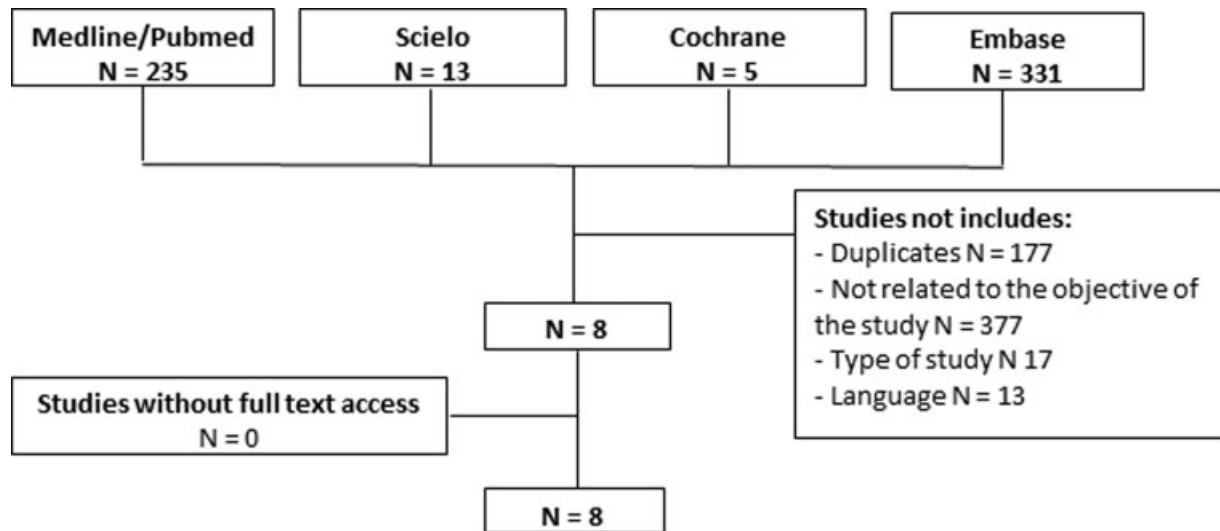 Medline/Pubmed
N = 235
Scielo
N = 13
Cochrane
N = 5
Embase
N = 331
Studies not includes:
- Duplicates N = 177
- Not related to the objective of
the study N = 377
- Type of study N 17
- Language N = 13
N = 8
Studies without full text access
N = 0
N = 8